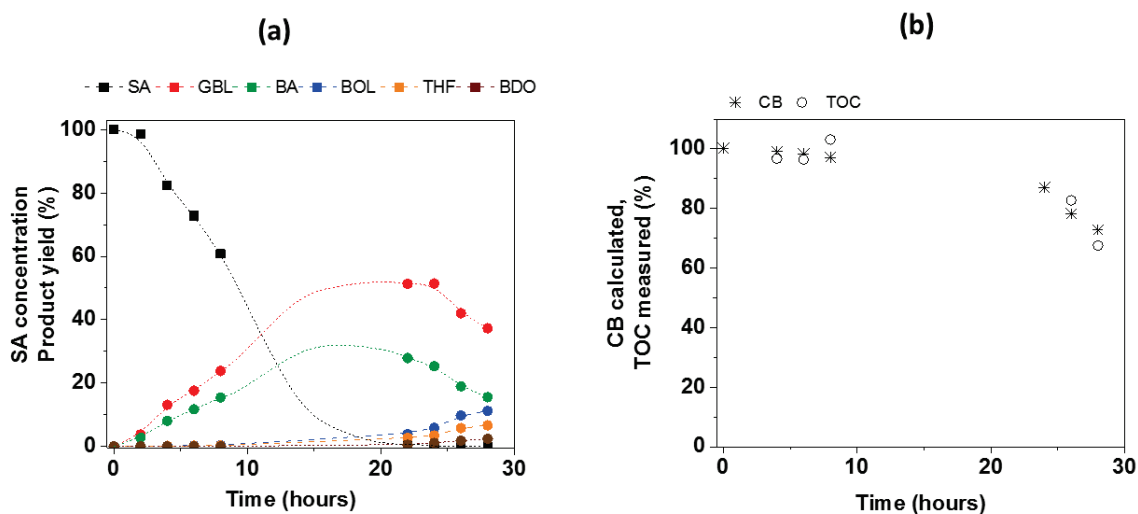 (a)
SA GBL BA BOL THF BDO
SA concentration
Product yield (%)
100
80
60
40
20
0
0 10 20 30
Time (hours)
(b)
CB TOC
CB calculated,
TOC measured (%)
100
80
60
40
20
0
0 10 20 30
Time (hours)